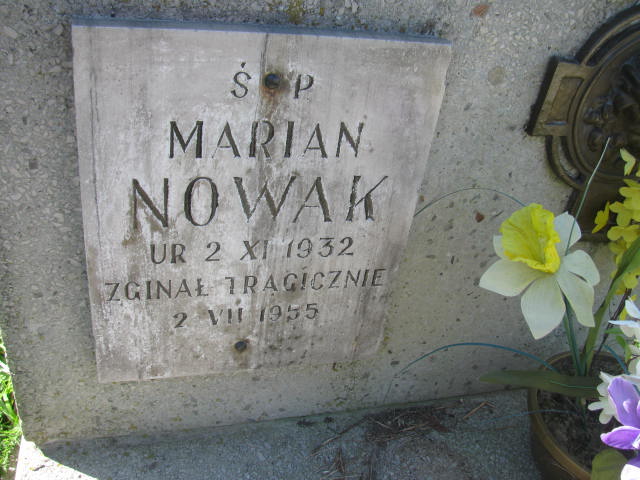 Ś P
MARIAN
NOWAK
UR 2 XI 1932
ZGINAŁ TRAGICZNIE
2 VII 1955